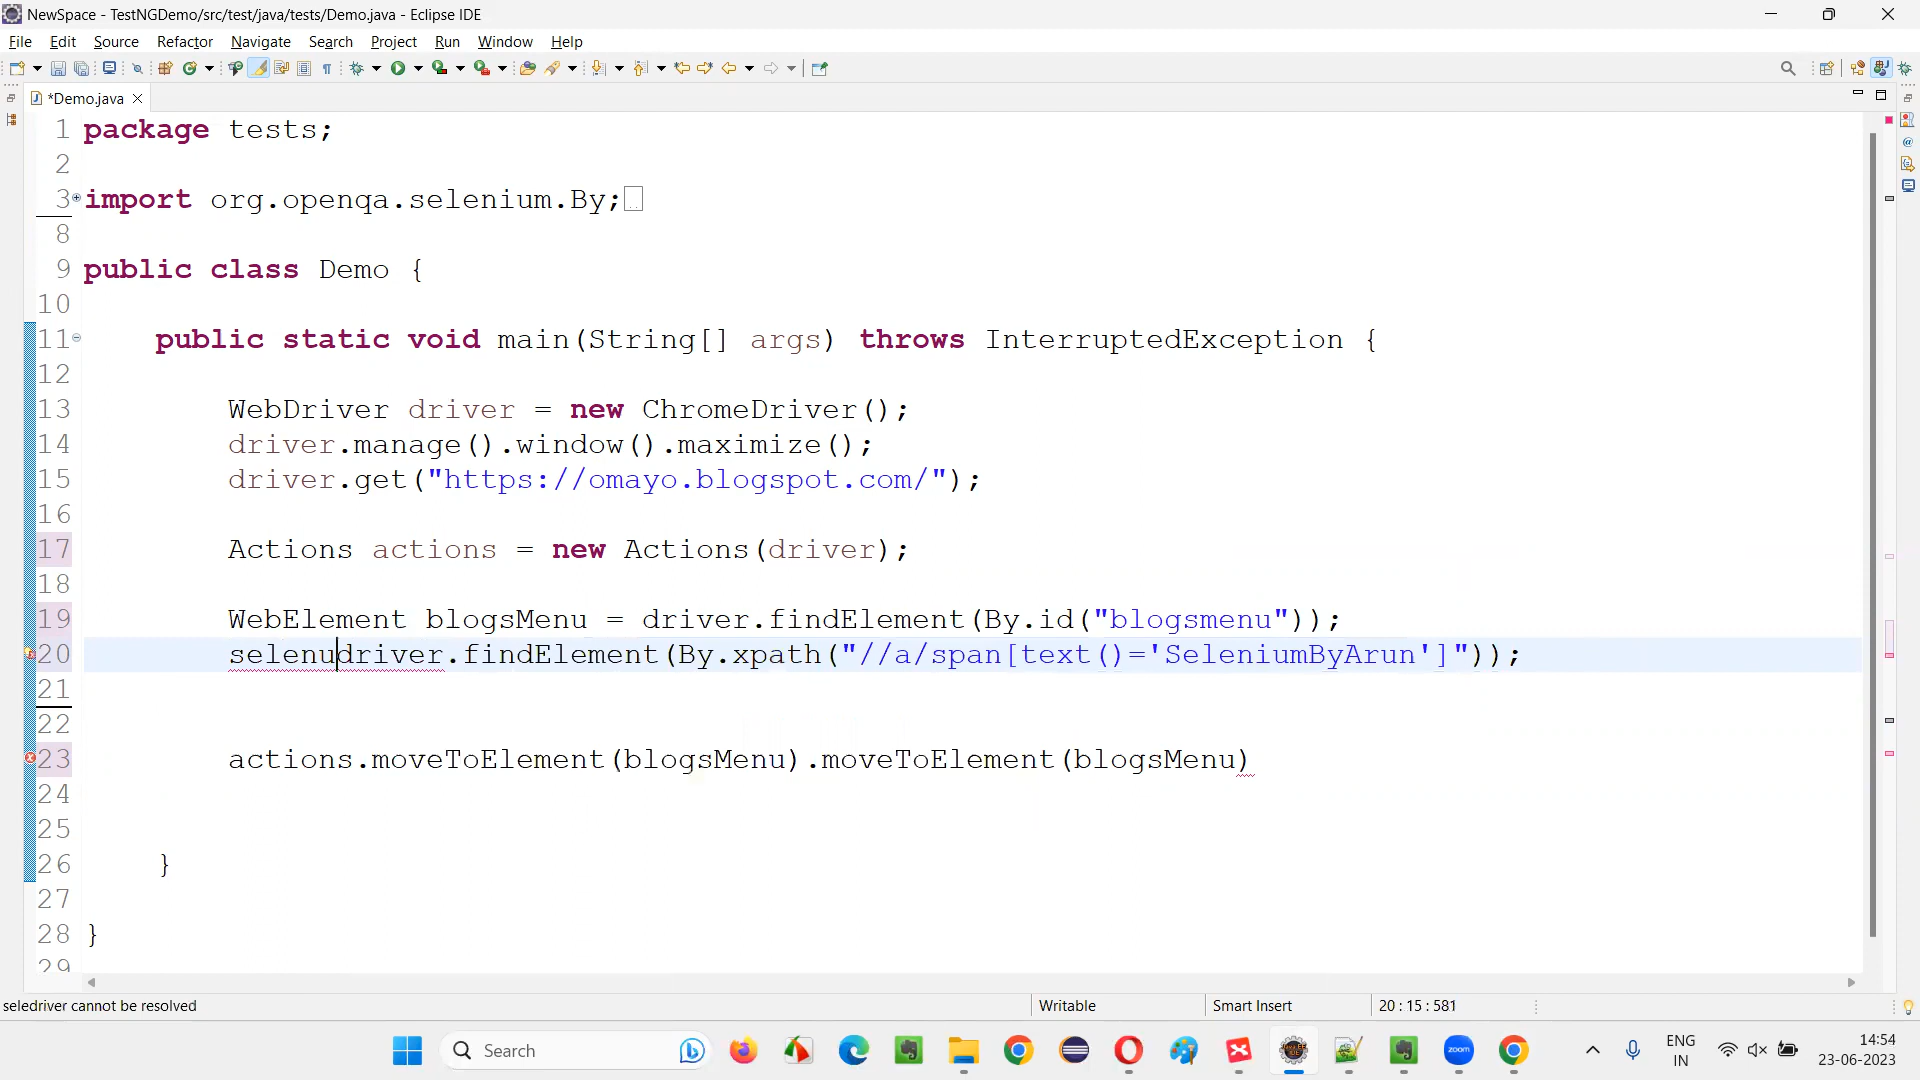 NewSpace - TestNGDemo/src/test/java/tests/Demo.java - Eclipse IDE
File Edit Source Refactor Navigate Search Project Run Window Help
*Demo.java
1 package tests;
2
3 import org.openqa.selenium.By;
8
9 public class Demo {
10
11 public static void main(String[] args) throws InterruptedException {
12
13 WebDriver driver = new ChromeDriver();
14 driver.manage().window().maximize();
15 driver.get("https://omayo.blogspot.com/");
16
17 Actions actions = new Actions(driver);
18
19 WebElement blogsMenu = driver.findElement(By.id("blogsmenu"));
20 selenudriver.findElement(By.xpath("//a/span[text()='SeleniumByArun']"));
21
22
23 actions.moveToElement(blogsMenu).moveToElement(blogsMenu)
24
25
26 }
27
28 }
29
seledriver cannot be resolved Writable Smart Insert 20 : 15 : 581
Search zoom ENG IN 14:54 23-06-2023